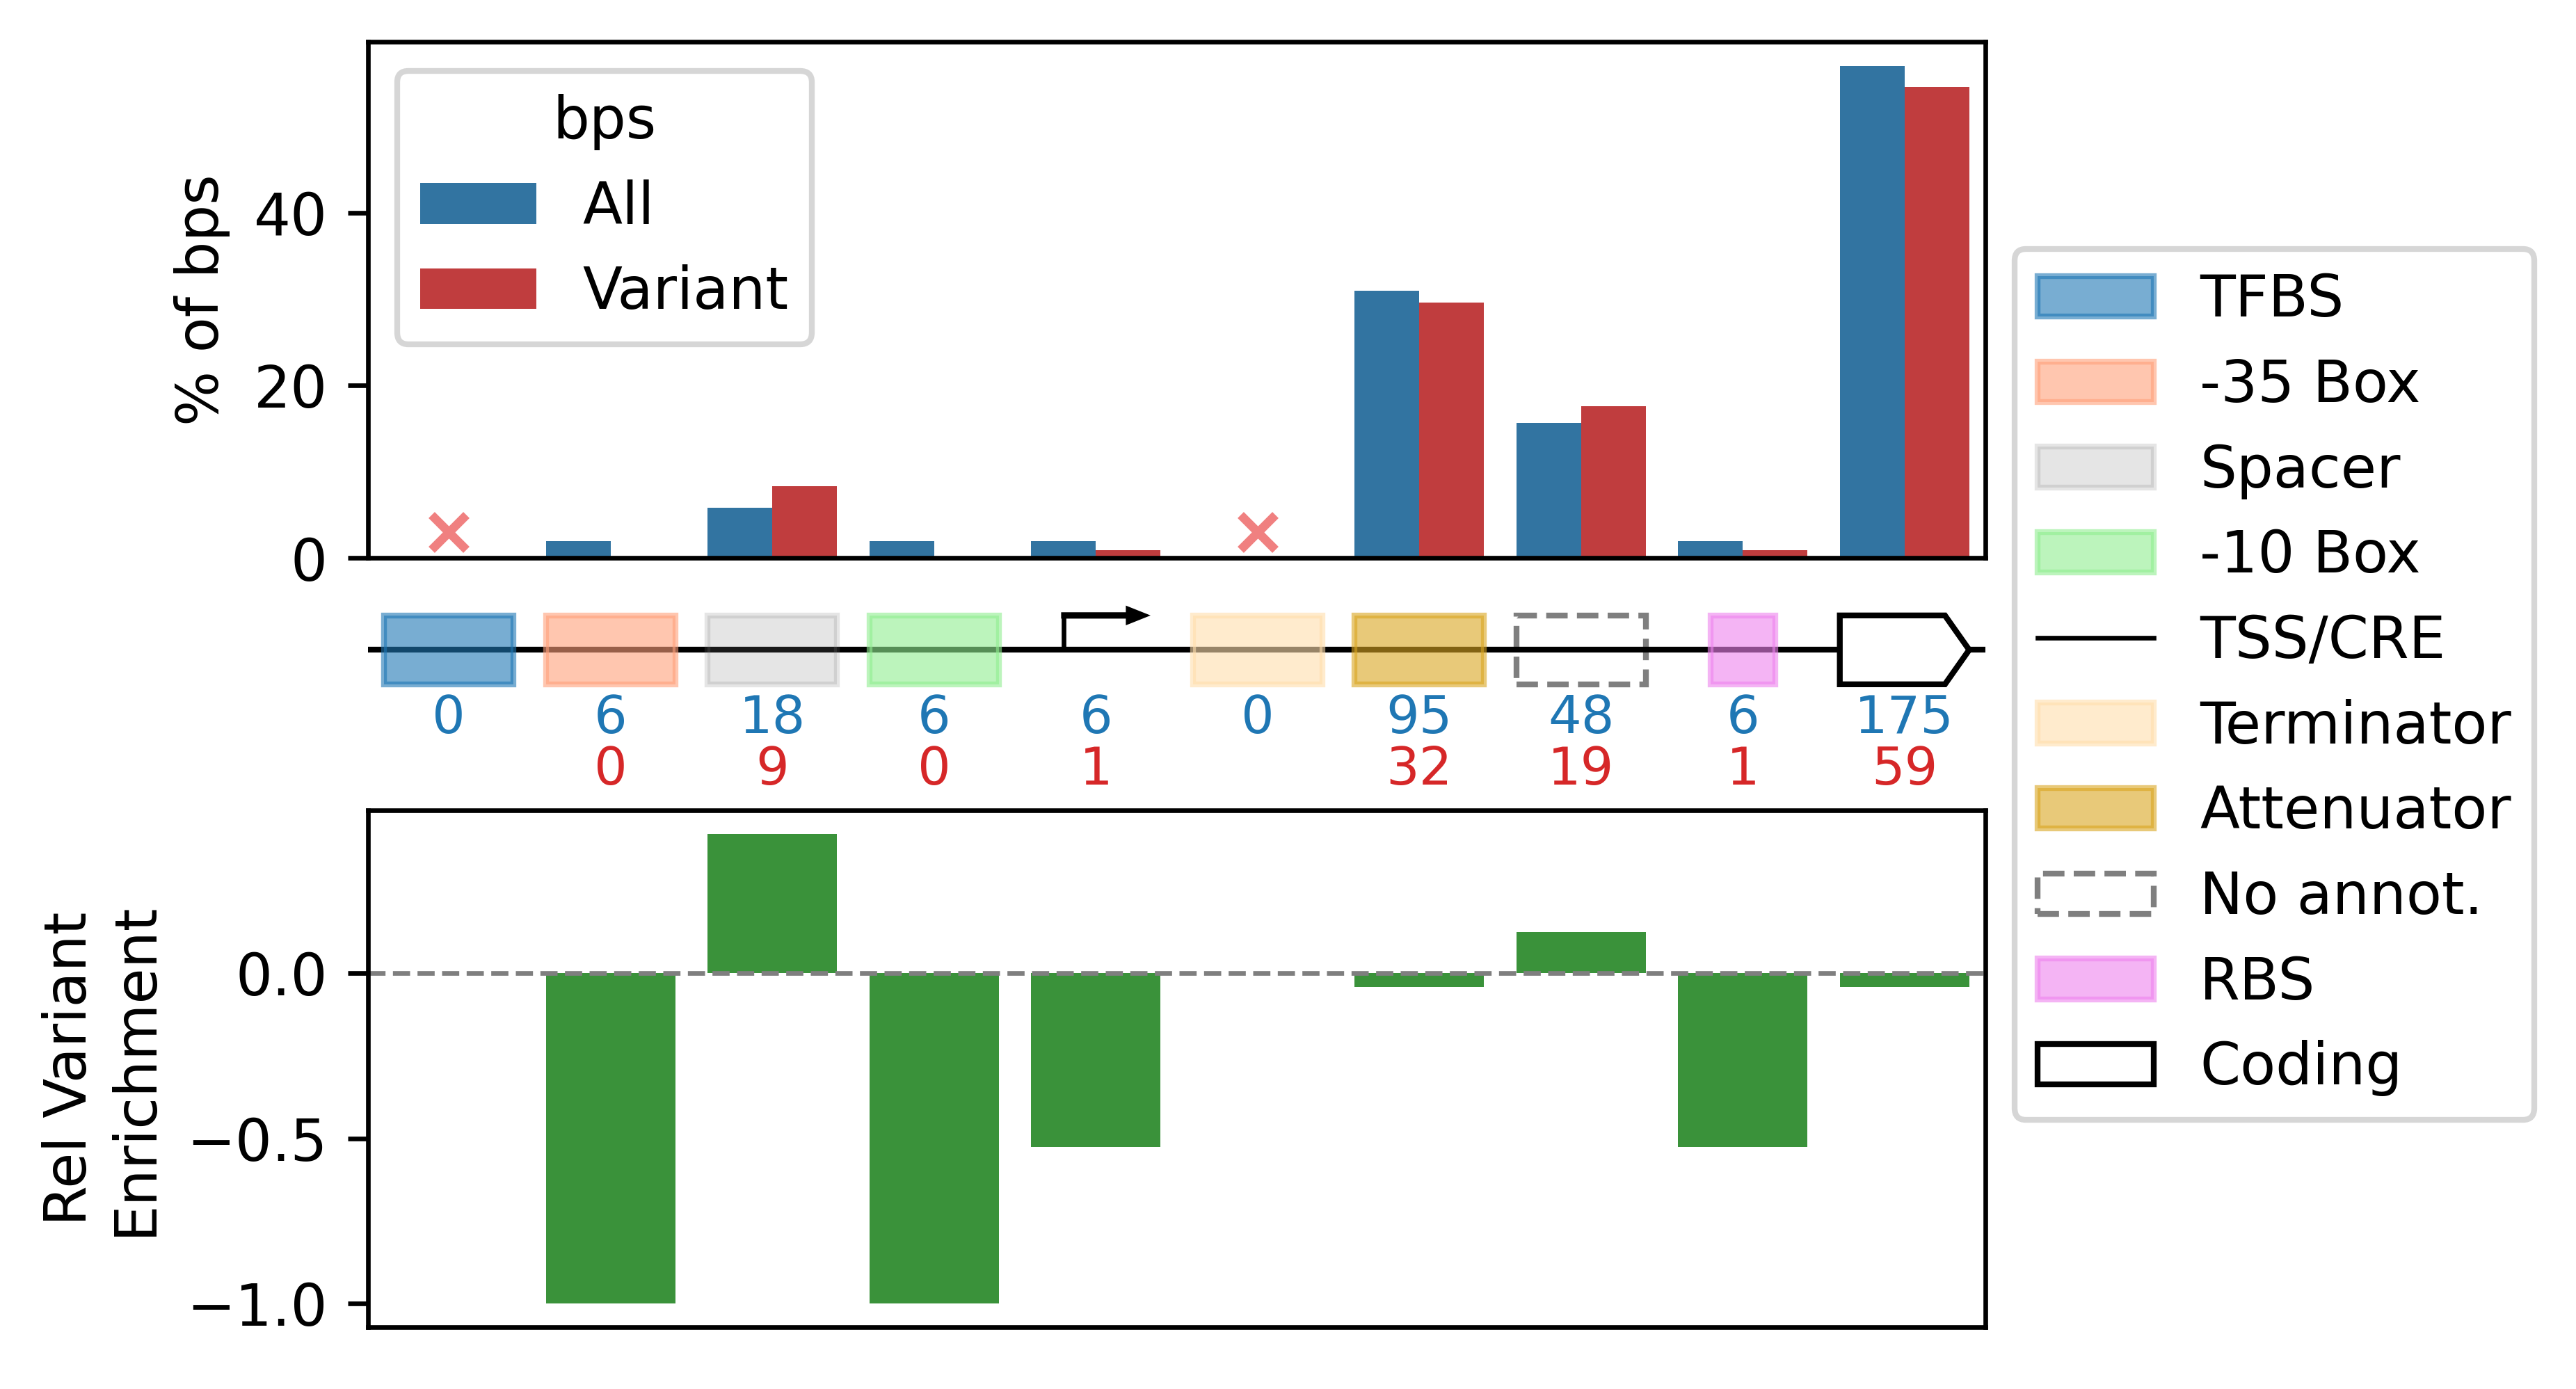 bps
All
Variant
% of bps
40
20
0
0 6 18 6 6 0 95 48 6 175
0 9 0 1 32 19 1 59
Rel Variant
Enrichment
0.0
−0.5
−1.0
TFBS
-35 Box
Spacer
-10 Box
TSS/CRE
Terminator
Attenuator
No annot.
RBS
Coding